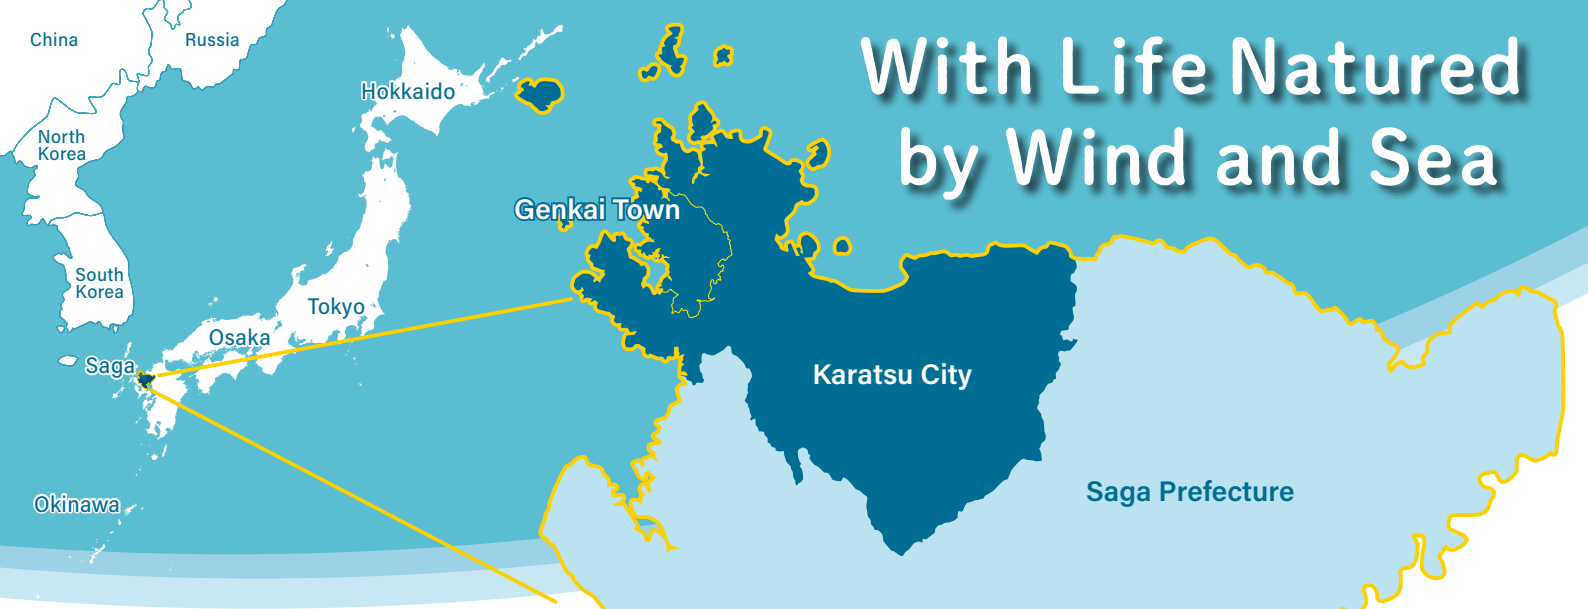 With Life Natured
by Wind and Sea
China
Russia
Hokkaido
North
Korea
South
Korea
Tokyo
Osaka
Saga
Okinawa
Genkai Town
Karatsu City
Saga Prefecture